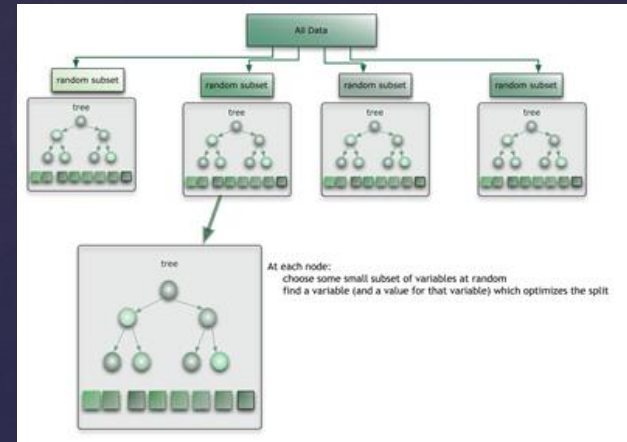 All Data
random subset
random subset
random subset
random subset
tree
tree
tree
tree
tree
At each node:
choose some small subset of variables at random
find a variable (and a value for that variable) which optimizes the split